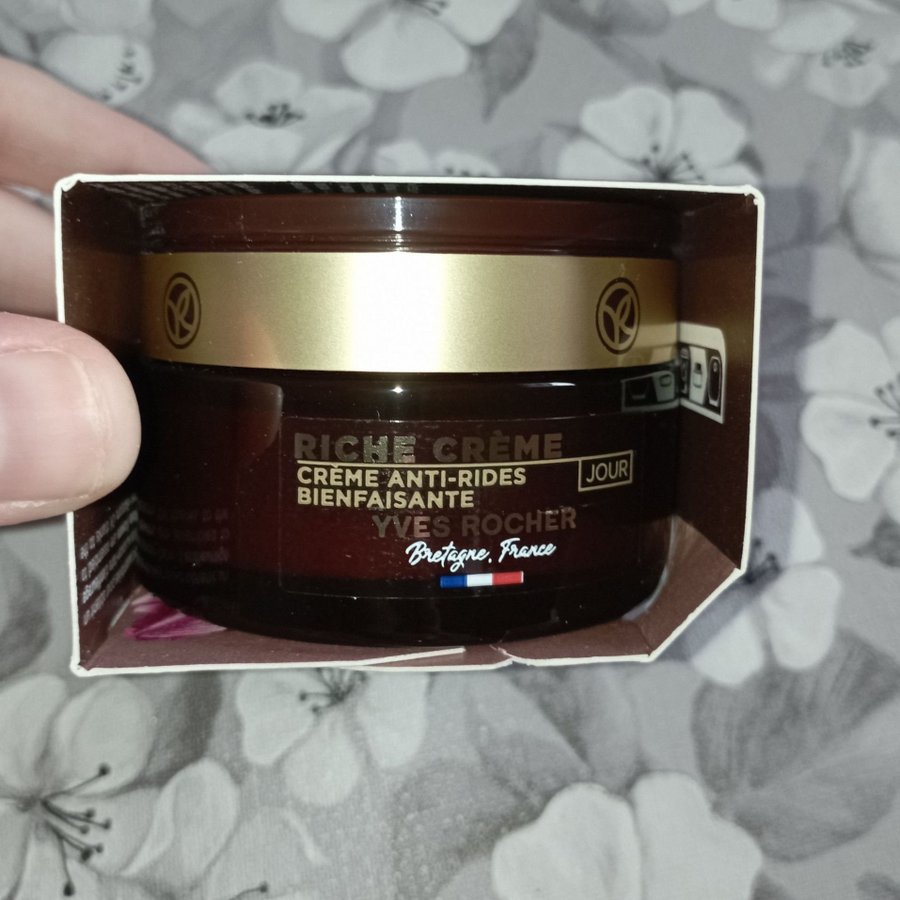 RICHE CRÈME
CRÈME ANTI-RIDES
BIENFAISANTE
JOUR
YVES ROCHER
Bretagne, France